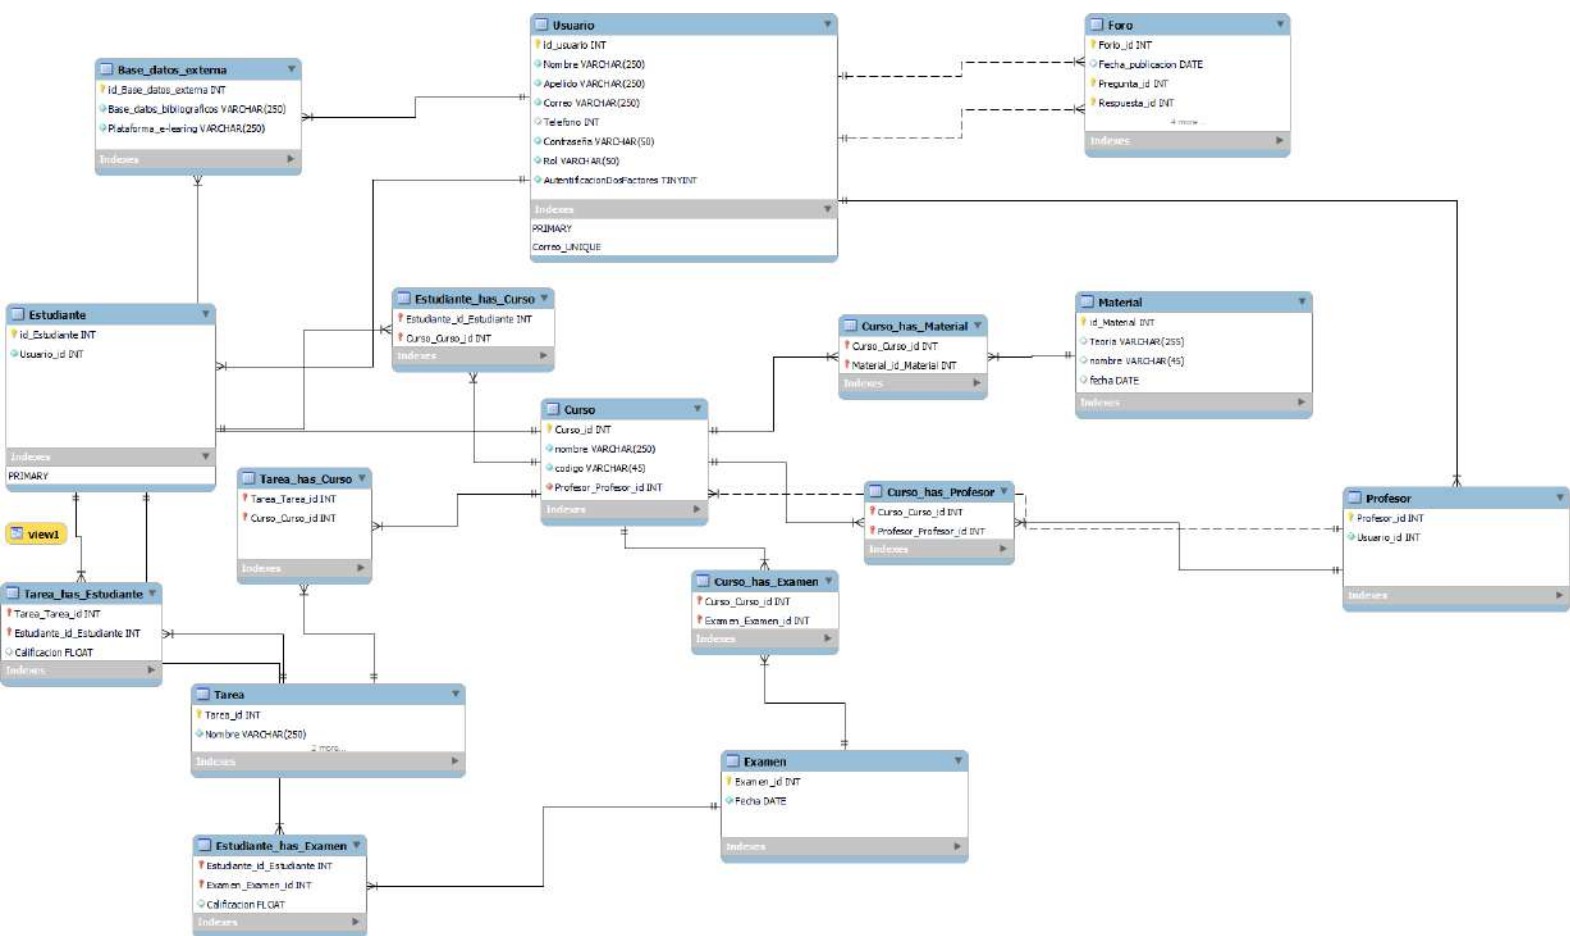 Usuario
id_usuario INT
Nombre VARCHAR(250)
Apellido VARCHAR(250)
Correo VARCHAR(250)
Telefono INT
Contraseña VARCHAR(50)
Rol VARCHAR(50)
AutentificacionDosFactores TINYINT
Indexes
PRIMARY
Correo_UNIQUE
Foro
Forio_id INT
Fecha_publicacion DATE
Pregunta_id INT
Respuesta_id INT
4 more...
Indexes
Base_datos_externa
id_Base_datos_externa INT
Base_datos_bibliograficos VARCHAR(250)
Plataforma_e-learing VARCHAR(250)
Indexes
Estudiante
id_Estudiante INT
Usuario_id INT
Indexes
PRIMARY
Estudiante_has_Curso
Estudiante_id_Estudiante INT
Curso_Curso_id INT
Indexes
Curso_has_Material
Curso_Curso_id INT
Material_id_Material INT
Indexes
Material
id_Material INT
Teoria VARCHAR(255)
nombre VARCHAR(45)
fecha DATE
Indexes
Curso
Curso_id INT
nombre VARCHAR(250)
codigo VARCHAR(45)
Profesor_Profesor_id INT
Indexes
Tarea_has_Curso
Tarea_Tarea_id INT
Curso_Curso_id INT
Indexes
Curso_has_Profesor
Curso_Curso_id INT
Profesor_Profesor_id INT
Indexes
Profesor
Profesor_id INT
Usuario_id INT
Indexes
view1
Tarea_has_Estudiante
Tarea_Tarea_id INT
Estudiante_id_Estudiante INT
Calificacion FLOAT
Indexes
Curso_has_Examen
Curso_Curso_id INT
Examen_Examen_id INT
Indexes
Tarea
Tarea_id INT
Nombre VARCHAR(250)
2 more...
Indexes
Examen
Examen_id INT
Fecha DATE
Indexes
Estudiante_has_Examen
Estudiante_id_Estudiante INT
Examen_Examen_id INT
Calificacion FLOAT
Indexes